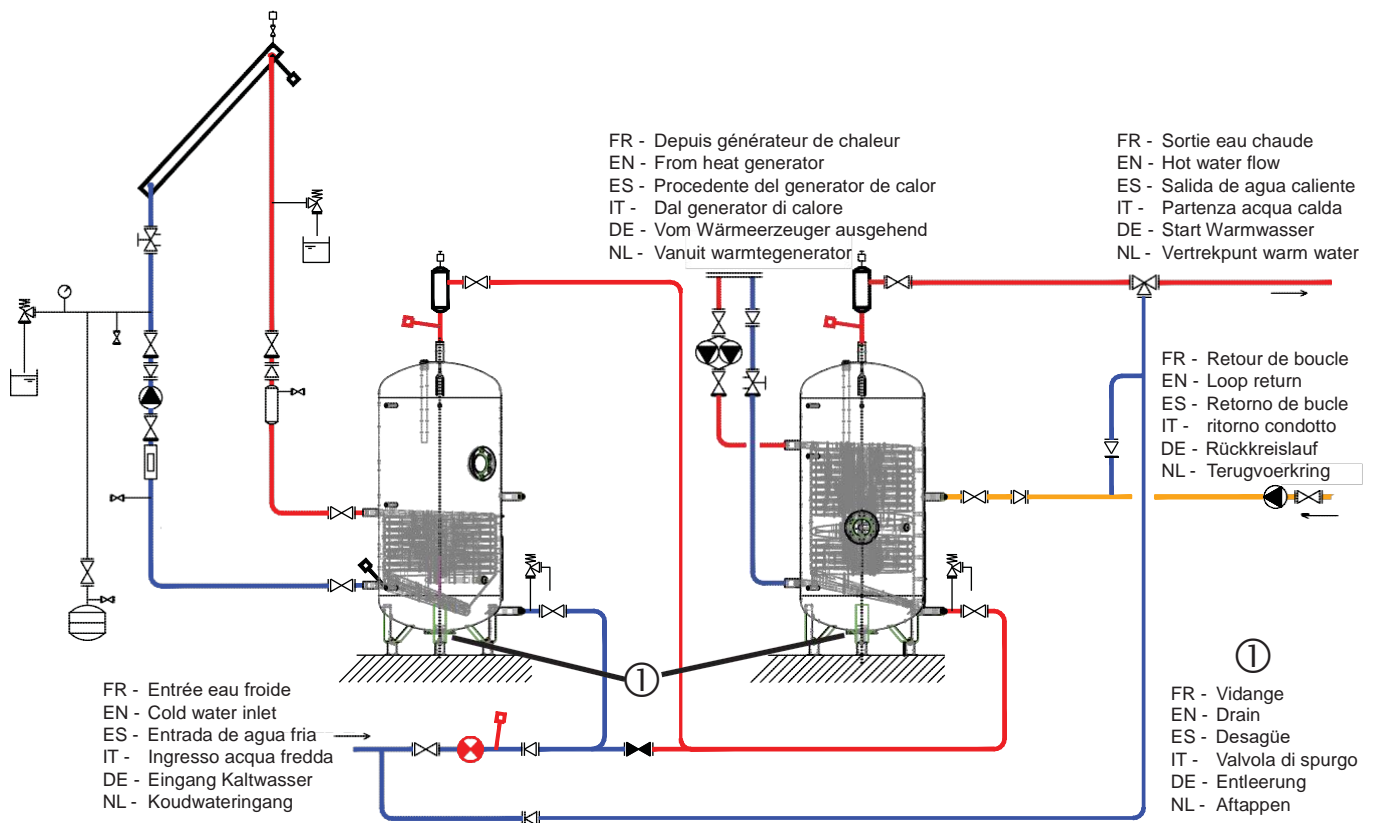 FR - Depuis générateur de chaleur
EN - From heat generator
ES - Procedente del generator de calor
IT - Dal generator di calore
DE - Vom Wärmeerzeuger ausgehend
NL - Vanuit warmtegenerator
FR - Sortie eau chaude
EN - Hot water flow
ES - Salida de agua caliente
IT - Partenza acqua calda
DE - Start Warmwasser
NL - Vertrekpunt warm water
FR - Retour de boucle
EN - Loop return
ES - Retorno de bucle
IT - ritorno condotto
DE - Rückkreislauf
NL - Terugvoerkring
①
FR - Entrée eau froide
EN - Cold water inlet
ES - Entrada de agua fria
IT - Ingresso acqua fredda
DE - Eingang Kaltwasser
NL - Koudwateringang
①
FR - Vidange
EN - Drain
ES - Desagüe
IT - Valvola di spurgo
DE - Entleerung
NL - Aftappen